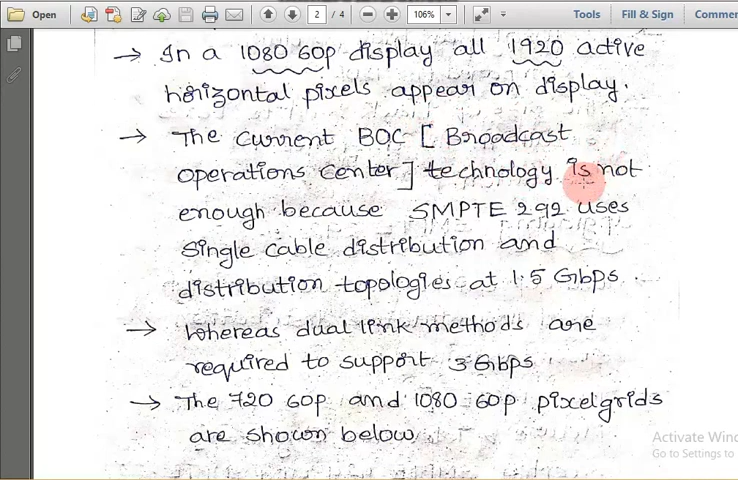 Open
2 / 4
106%
Tools
Fill & Sign
Commen
→ In a 1080 60p display all 1920 active
horizontal pixels appear on display.
→ The current BOC [Broadcast
operations center] technology is not
enough because SMPTE 292 uses
single cable distribution and
distribution topologies at 1.5 Gbps.
→ whereas dual link methods are
required to support 3 Gbps
→ The 720 60p and 1080 60p pixel grids
are shown below
Activate Wind
Go to Settings to